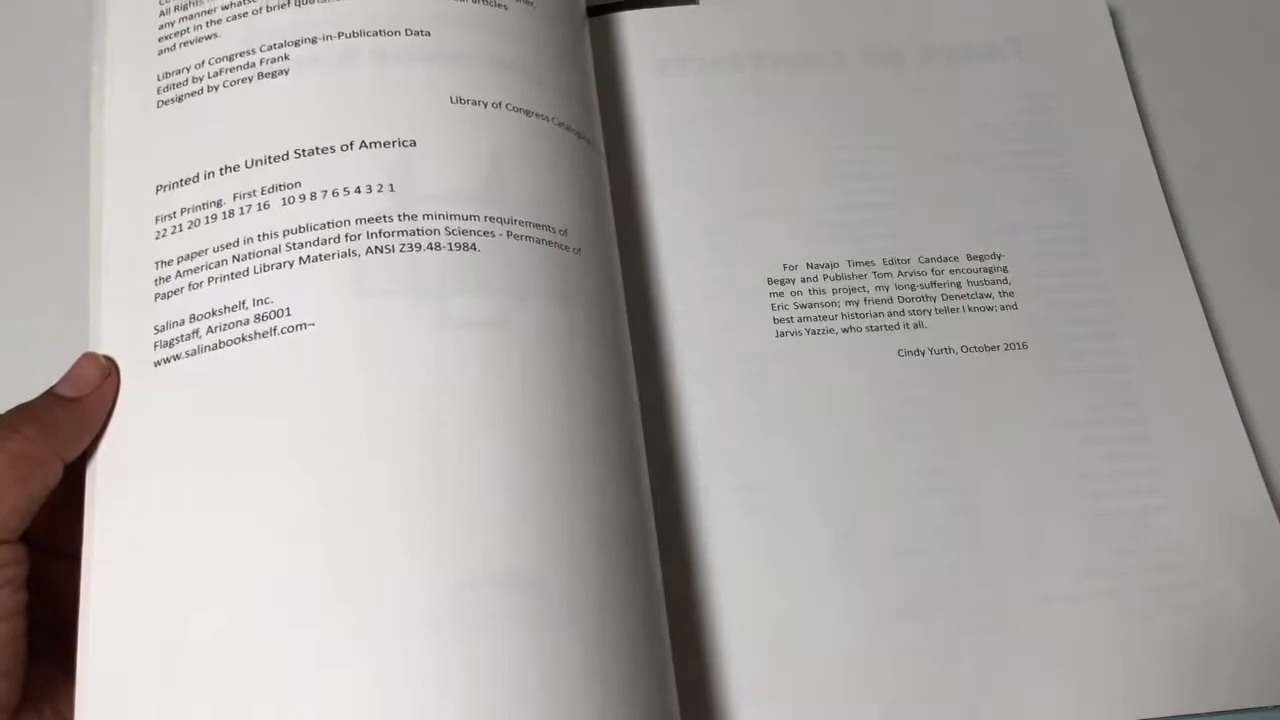 All Rights
any manner
except in the case of brief articles
and reviews.
Library of Congress Cataloging-in-Publication Data
Edited by LaFrenda Frank
Designed by Corey Begay
Library of Congress
Printed in the United States of America
First Printing. First Edition
22 21 20 19 18 17 16 10 9 8 7 6 5 4 3 2 1
The paper used in this publication meets the minimum requirements of
the American National Standard for Information Sciences - Permanence of
Paper for Printed Library Materials, ANSI Z39.48-1984.
Salina Bookshelf, Inc.
Flagstaff, Arizona 86001
www.salinabookshelf.com¬
For Navajo Times Editor Candace Begody-
Begay and Publisher Tom Arviso for encouraging
me on this project, my long-suffering husband,
Eric Swanson; my friend Dorothy Denetclaw, the
best amateur historian and story teller I know; and
Jarvis Yazzie, who started it all.
Cindy Yurth, October 2016